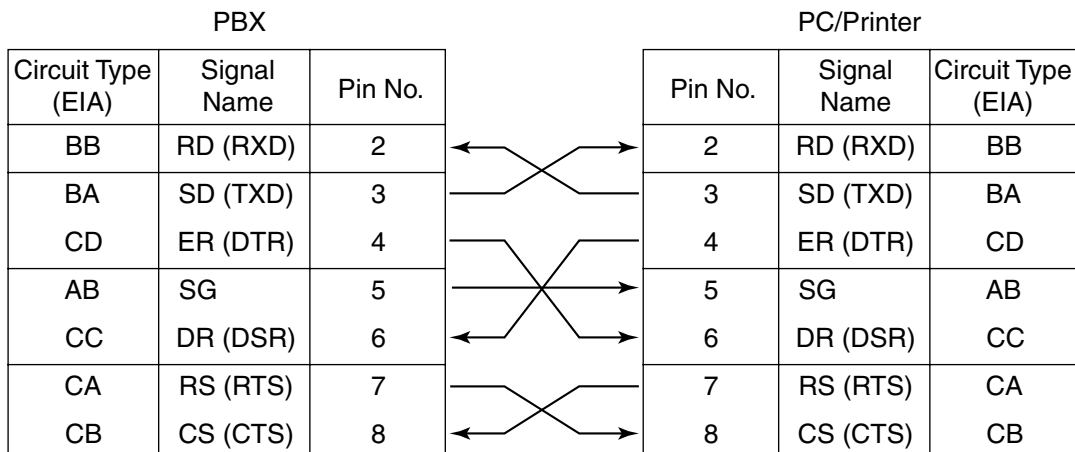 PBX PC/Printer
Circuit Type (EIA) Signal Name Pin No. Pin No. Signal Name Circuit Type (EIA)
BB RD (RXD) 2 2 RD (RXD) BB
BA SD (TXD) 3 3 SD (TXD) BA
CD ER (DTR) 4 4 ER (DTR) CD
AB SG 5 5 SG AB
CC DR (DSR) 6 6 DR (DSR) CC
CA RS (RTS) 7 7 RS (RTS) CA
CB CS (CTS) 8 8 CS (CTS) CB